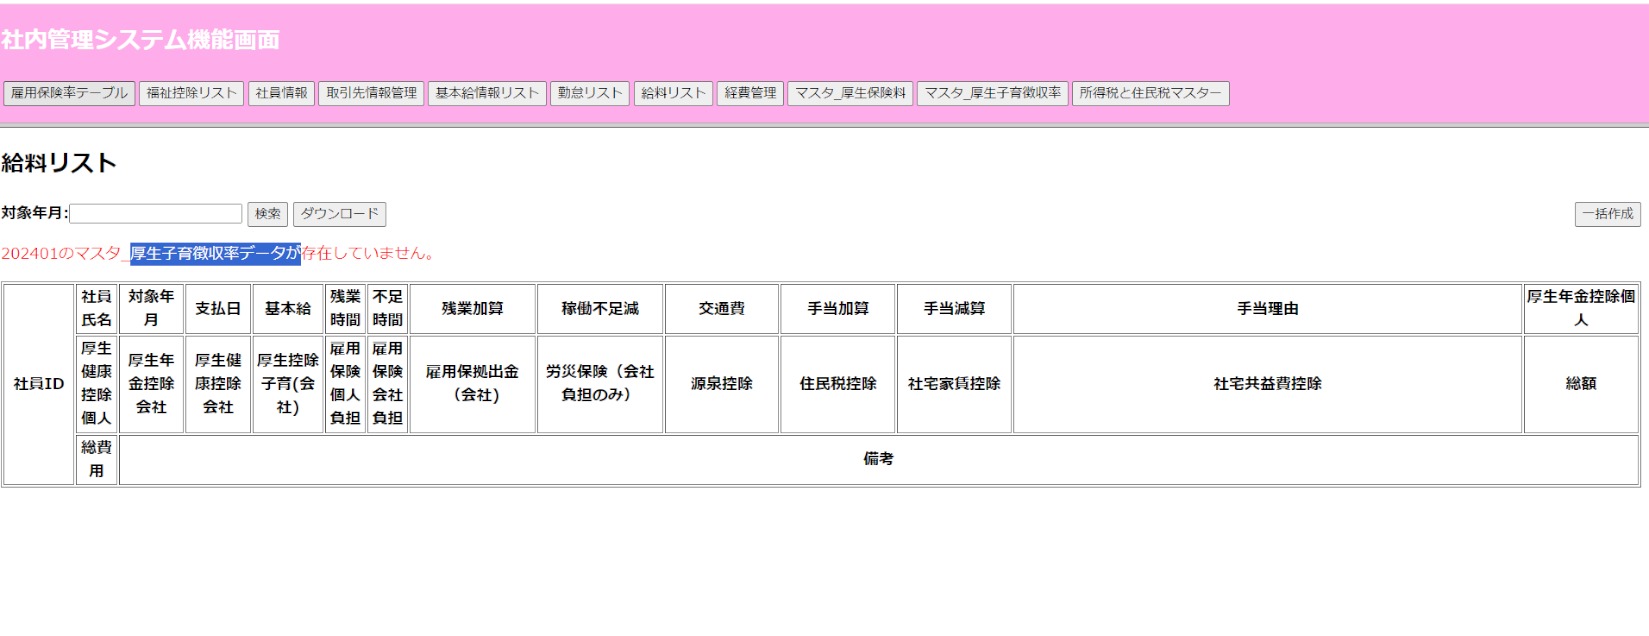 社内管理システム機能画面
雇用保険率テーブル 福祉控除リスト 社員情報 取引先情報管理 基本給情報リスト 勤怠リスト 給料リスト 経費管理 マスタ_厚生保険料 マスタ_厚生子育徴収率 所得税と住民税マスター
給料リスト
対象年月: 検索 ダウンロード 一括作成
202401のマスタ_厚生子育徴収率データが存在していません。
社員ID
社員
氏名
対象年
月
支払日
基本給
残業
時間
不足
時間
残業加算
稼働不足減
交通費
手当加算
手当減算
手当理由
厚生年金控除個
人
厚生
健康
控除
個人
厚生年
金控除
会社
厚生健
康控除
会社
厚生控除
子育(会
社)
雇用
保険
個人
負担
雇用
保険
会社
負担
雇用保拠出金
（会社)
労災保険（会社
負担のみ）
源泉控除
住民税控除
社宅家賃控除
社宅共益費控除
総額
総費
用
備考